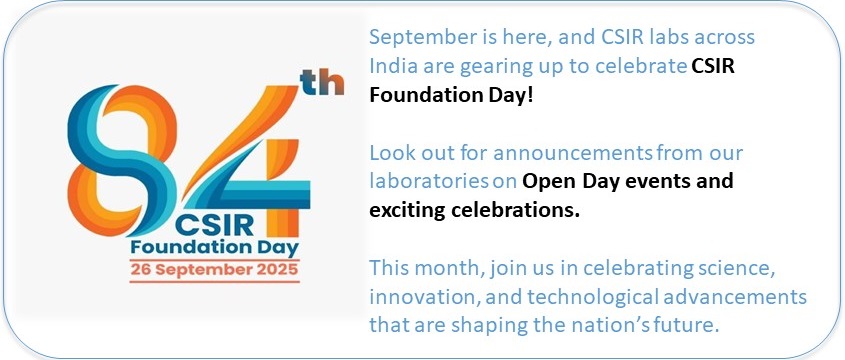 84th
CSIR
Foundation Day
26 September 2025
September is here, and CSIR labs across
India are gearing up to celebrate CSIR
Foundation Day!
Look out for announcements from our
laboratories on Open Day events and
exciting celebrations.
This month, join us in celebrating science,
innovation, and technological advancements
that are shaping the nation's future.